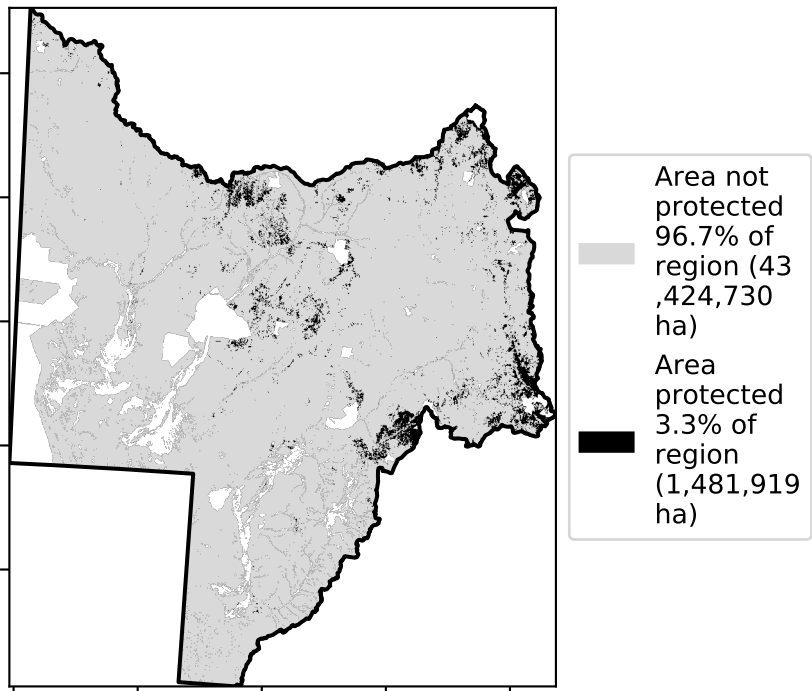 Area not
protected
96.7% of
region (43
,424,730
ha)
Area
protected
3.3% of
region
(1,481,919
ha)